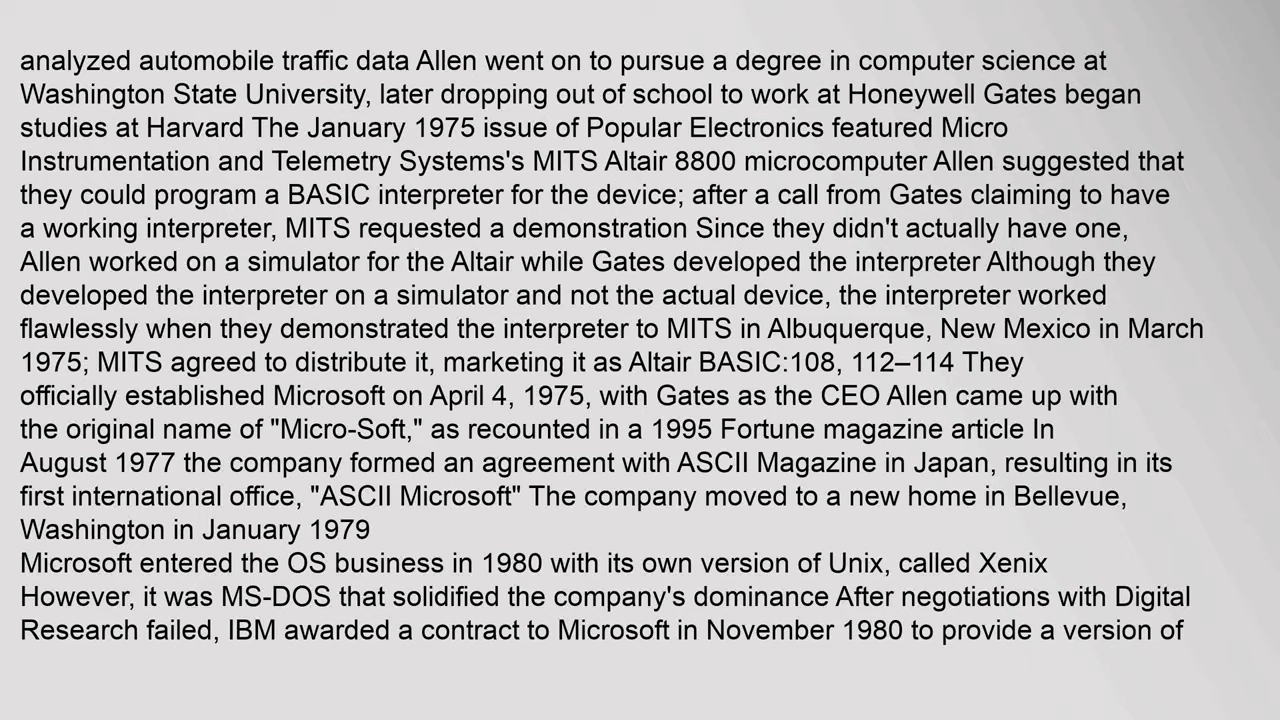 analyzed automobile traffic data Allen went on to pursue a degree in computer science at
Washington State University, later dropping out of school to work at Honeywell Gates began
studies at Harvard The January 1975 issue of Popular Electronics featured Micro
Instrumentation and Telemetry Systems's MITS Altair 8800 microcomputer Allen suggested that
they could program a BASIC interpreter for the device; after a call from Gates claiming to have
a working interpreter, MITS requested a demonstration Since they didn't actually have one,
Allen worked on a simulator for the Altair while Gates developed the interpreter Although they
developed the interpreter on a simulator and not the actual device, the interpreter worked
flawlessly when they demonstrated the interpreter to MITS in Albuquerque, New Mexico in March
1975; MITS agreed to distribute it, marketing it as Altair BASIC:108, 112–114 They
officially established Microsoft on April 4, 1975, with Gates as the CEO Allen came up with
the original name of "Micro-Soft," as recounted in a 1995 Fortune magazine article In
August 1977 the company formed an agreement with ASCII Magazine in Japan, resulting in its
first international office, "ASCII Microsoft" The company moved to a new home in Bellevue,
Washington in January 1979
Microsoft entered the OS business in 1980 with its own version of Unix, called Xenix
However, it was MS-DOS that solidified the company's dominance After negotiations with Digital
Research failed, IBM awarded a contract to Microsoft in November 1980 to provide a version of